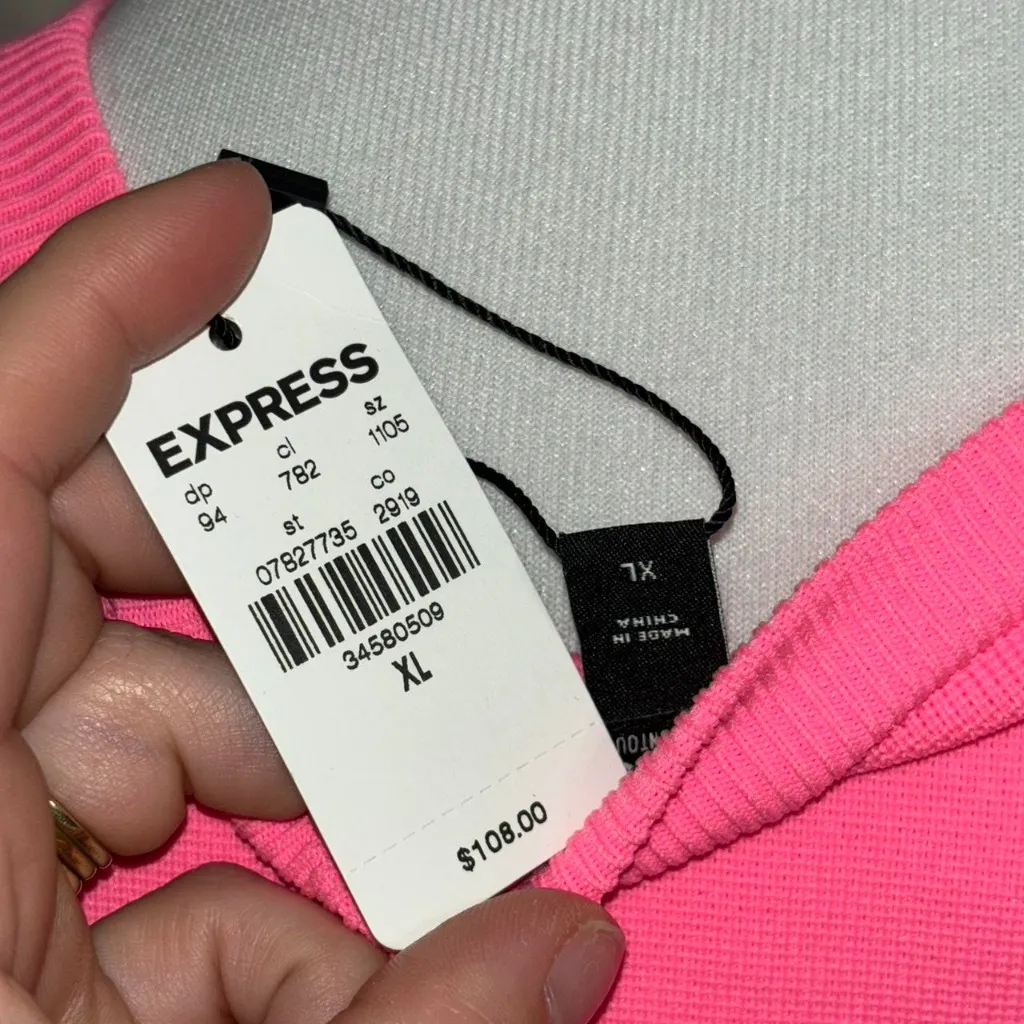 EXPRESS
dp cl sz
94 782 1105
st co
07827735 2919
34580509
XL
$108.00
XL
MADE IN
CHINA